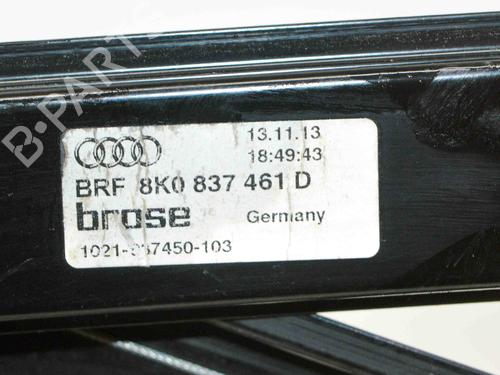 B-PARTS
13.11.13
18:49:43
BRF 8K0 837 461 D
brose Germany